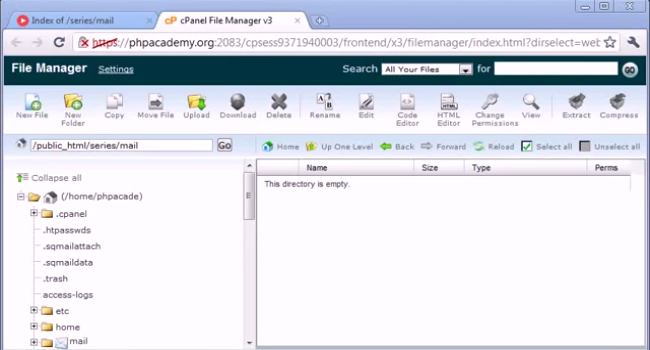 Index of /series/mail
cPanel File Manager v3
https://phpacademy.org:2083/cpsess9371940003/frontend/x3/filemanager/index.html?dirselect=web
File Manager Settings Search All Your Files for GO
New File New Folder Copy Move File Upload Download Delete Rename Edit Code Editor HTML Editor Change Permissions View Extract Compress
/public_html/series/mail Go Home Up One Level Back Forward Reload Select all Unselect all
Name Size Type Perms
This directory is empty.
Collapse all
(/home/phpacade)
.cpanel
.htpasswds
.sqmailattach
.sqmaildata
.trash
access-logs
etc
home
mail